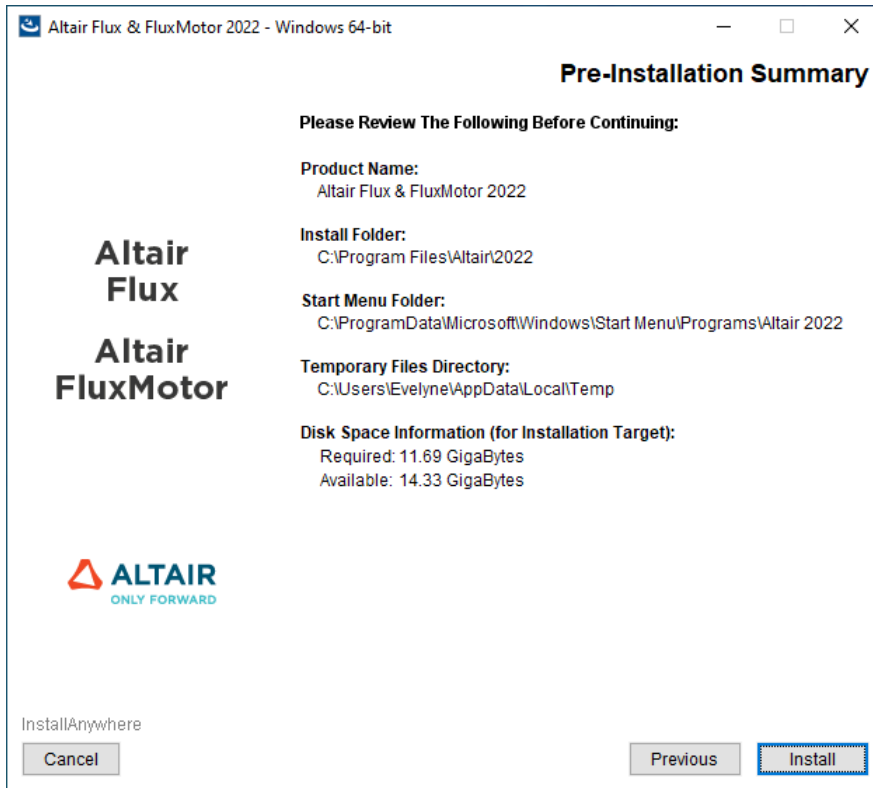 Altair Flux & FluxMotor 2022 - Windows 64-bit
Pre-Installation Summary
Altair
Flux
Altair
FluxMotor
ALTAIR
ONLY FORWARD
Please Review The Following Before Continuing:
Product Name:
Altair Flux & FluxMotor 2022
Install Folder:
C:\Program Files\Altair\2022
Start Menu Folder:
C:\ProgramData\Microsoft\Windows\Start Menu\Programs\Altair 2022
Temporary Files Directory:
C:\Users\Evelyne\AppData\Local\Temp
Disk Space Information (for Installation Target):
Required: 11.69 GigaBytes
Available: 14.33 GigaBytes
InstallAnywhere
Cancel
Previous
Install